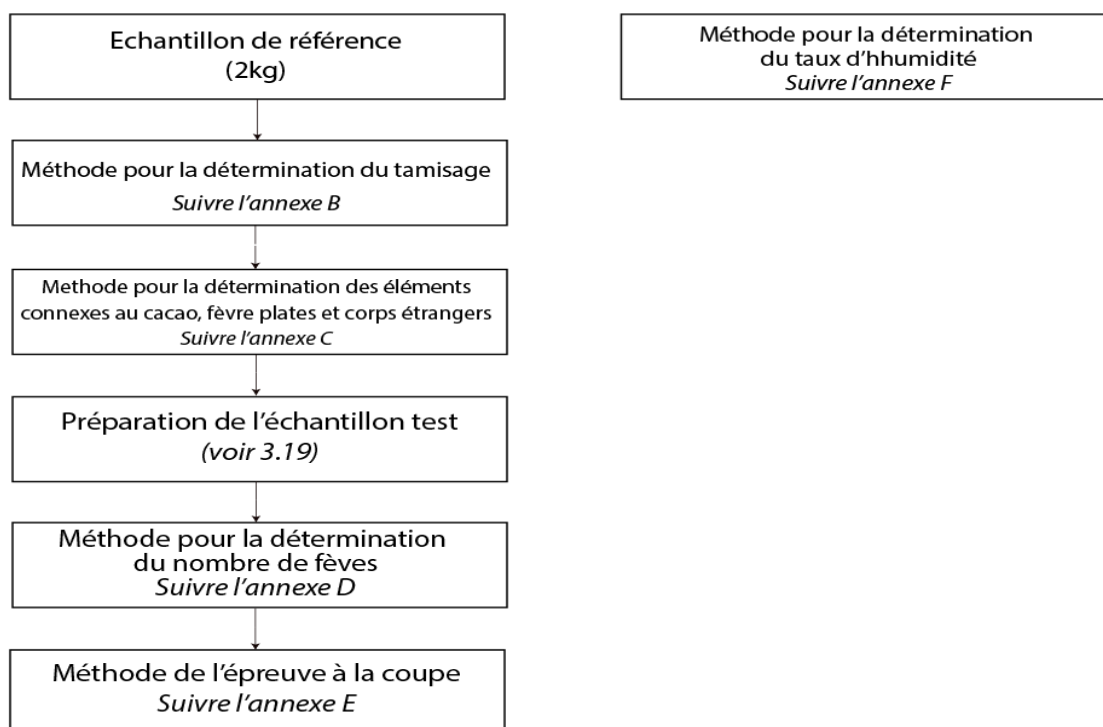 Echantillon de référence
(2kg)
Méthode pour la détermination du tamisage
Suivre l'annexe B
Methode pour la détermination des éléments
connexes au cacao, fèvre plates et corps étrangers
Suivre l'annexe C
Préparation de l'échantillon test
(voir 3.19)
Méthode pour la détermination
du nombre de fèves
Suivre l'annexe D
Méthode de l'épreuve à la coupe
Suivre l'annexe E
Méthode pour la détermination
du taux d'hhumidité
Suivre l'annexe F